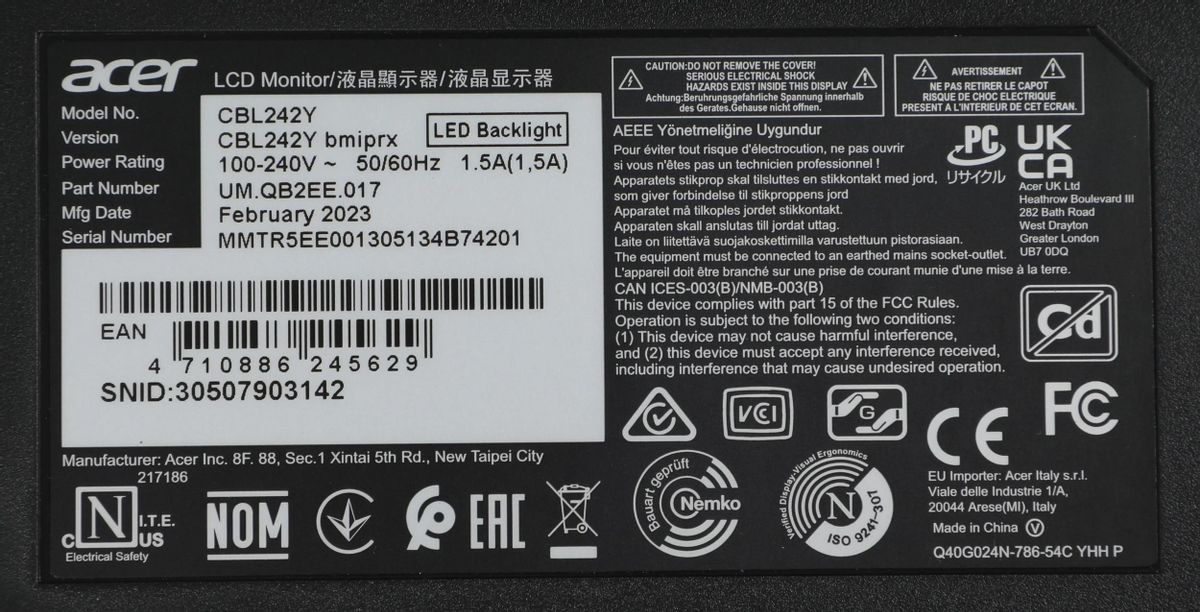 acer LCD Monitor/液晶顯示器/液晶显示器
Model No. CBL242Y
Version CBL242Y bmiprx
LED Backlight
Power Rating 100-240V ~ 50/60Hz 1.5A(1,5A)
Part Number UM.QB2EE.017
Mfg Date February 2023
Serial Number MMTR5EE001305134B74201
EAN
4 710886 245629
SNID:30507903142
Manufacturer: Acer Inc. 8F. 88, Sec.1 Xintai 5th Rd., New Taipei City
217186
N
C US
I.T.E.
Electrical Safety
NOM
EAC
CAUTION:DO NOT REMOVE THE COVER!
SERIOUS ELECTRICAL SHOCK
HAZARDS EXIST INSIDE THIS DISPLAY
Achtung:Beruhrungsgefahrliche Spannung innerhalb
des Gerates.Gehause nicht offnen.
AVERTISSEMENT
NE PAS RETIRER LE CAPOT
RISQUE DE CHOC ELECTRIQUE
PRESENT A L'INTERIEUR DE CET ECRAN.
AEEE Yönetmeliğine Uygundur
Pour éviter tout risque d'électrocution, ne pas ouvrir
si vous n'êtes pas un technicien professionnel !
Apparatets stikprop skal tilsluttes en stikkontakt med jord,
som giver forbindelse til stikproppens jord
Apparatet må tilkoples jordet stikkontakt.
Apparaten skall anslutas till jordat uttag.
Laite on liitettävä suojakoskettimilla varustettuun pistorasiaan.
The equipment must be connected to an earthed mains socket-outlet.
L'appareil doit être branché sur une prise de courant munie d'une mise à la terre.
CAN ICES-003(B)/NMB-003(B)
This device complies with part 15 of the FCC Rules.
Operation is subject to the following two conditions:
(1) This device may not cause harmful interference,
and (2) this device must accept any interference received,
including interference that may cause undesired operation.
PC
リサイクル
UK
CA
Acer UK Ltd
Heathrow Boulevard III
282 Bath Road
West Drayton
Greater London
UB7 0DQ
Cd
VCI
G
CE
FC
Bauart geprüft
Nemko
Verified Display-Visual Ergonomics
N
ISO 9241-307
EU Importer: Acer Italy s.r.l.
Viale delle Industrie 1/A,
20044 Arese(MI), Italy
Made in China V
Q40G024N-786-54C YHH P